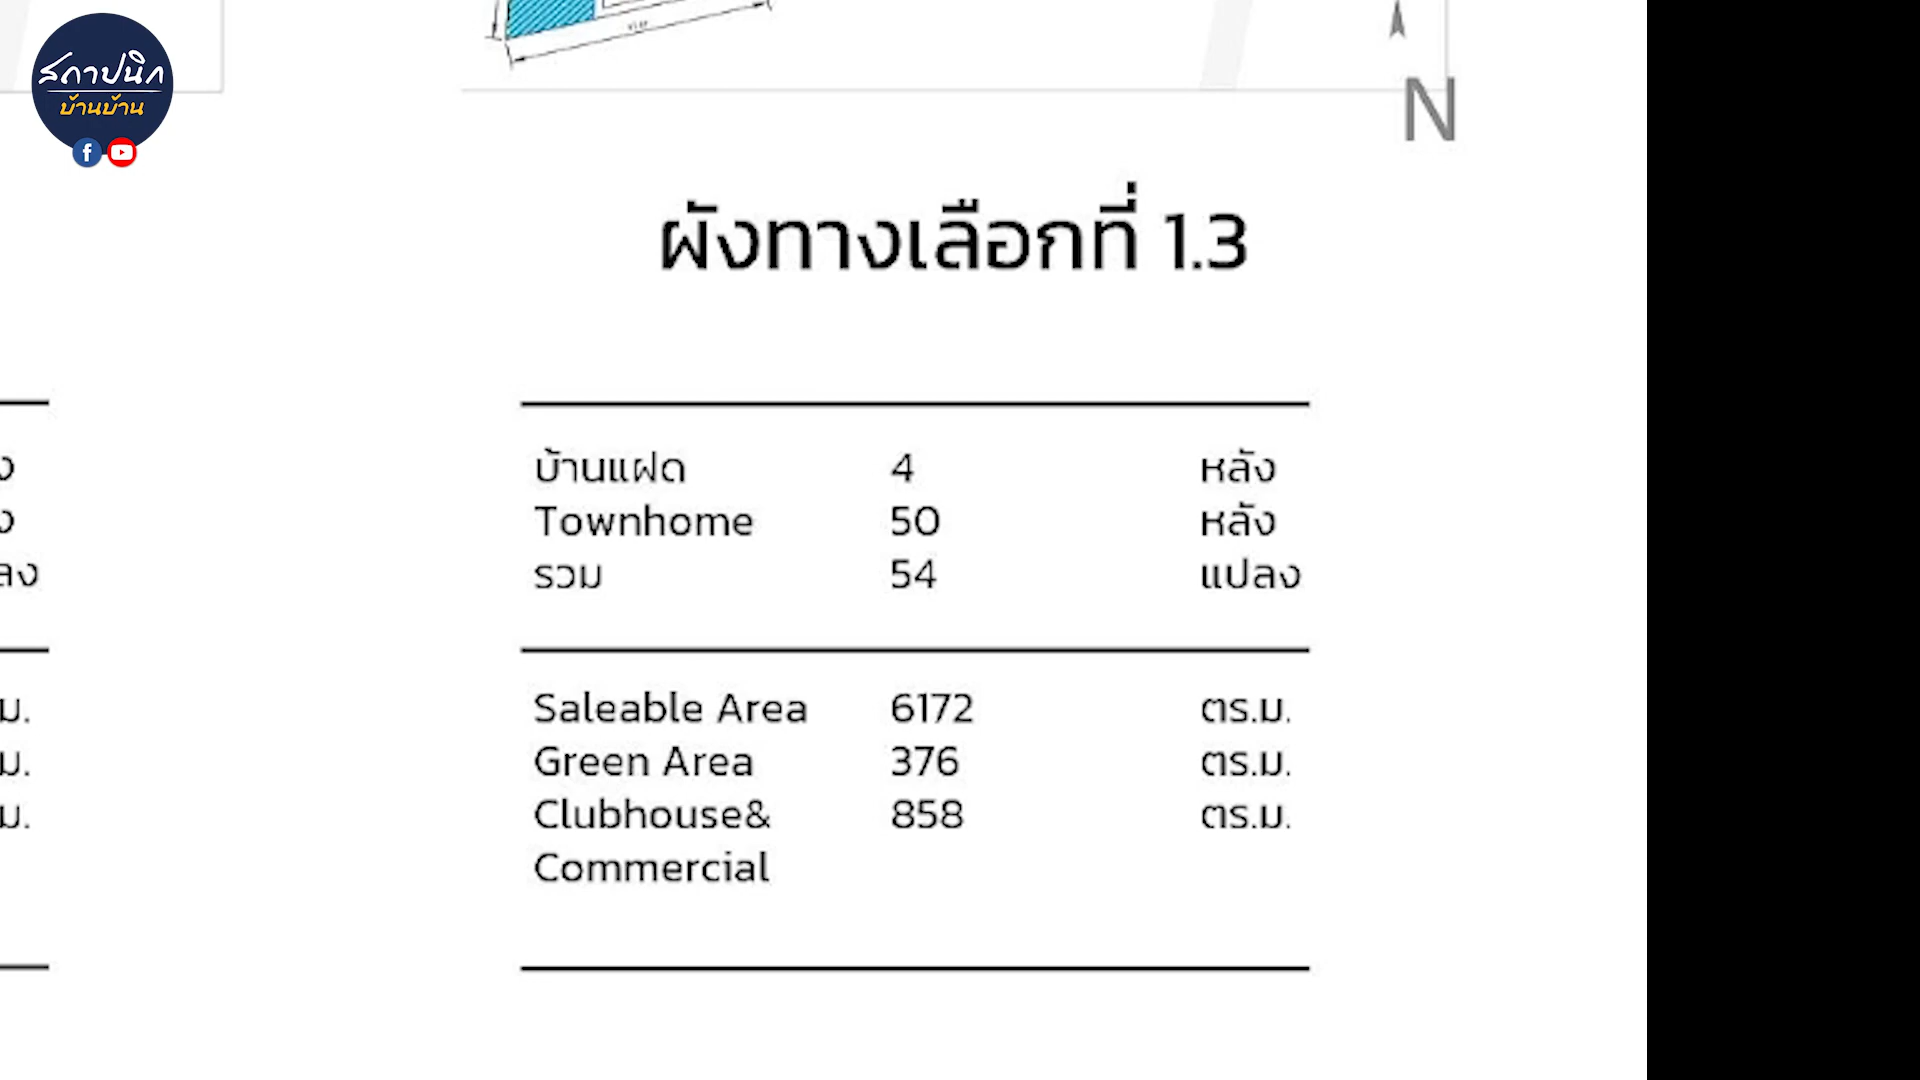 สถาปนิก
บ้านบ้าน
N
ผังทางเลือกที่ 1.3
บ้านแฝด 4 หลัง
Townhome 50 หลัง
รวม 54 แปลง
Saleable Area 6172 ตร.ม.
Green Area 376 ตร.ม.
Clubhouse& 858 ตร.ม.
Commercial